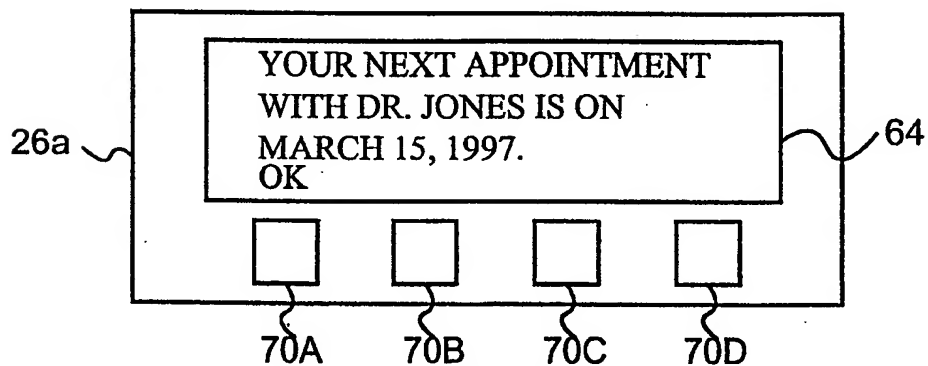 YOUR NEXT APPOINTMENT
WITH DR. JONES IS ON
MARCH 15, 1997.
OK
26a
64
70A 70B 70C 70D